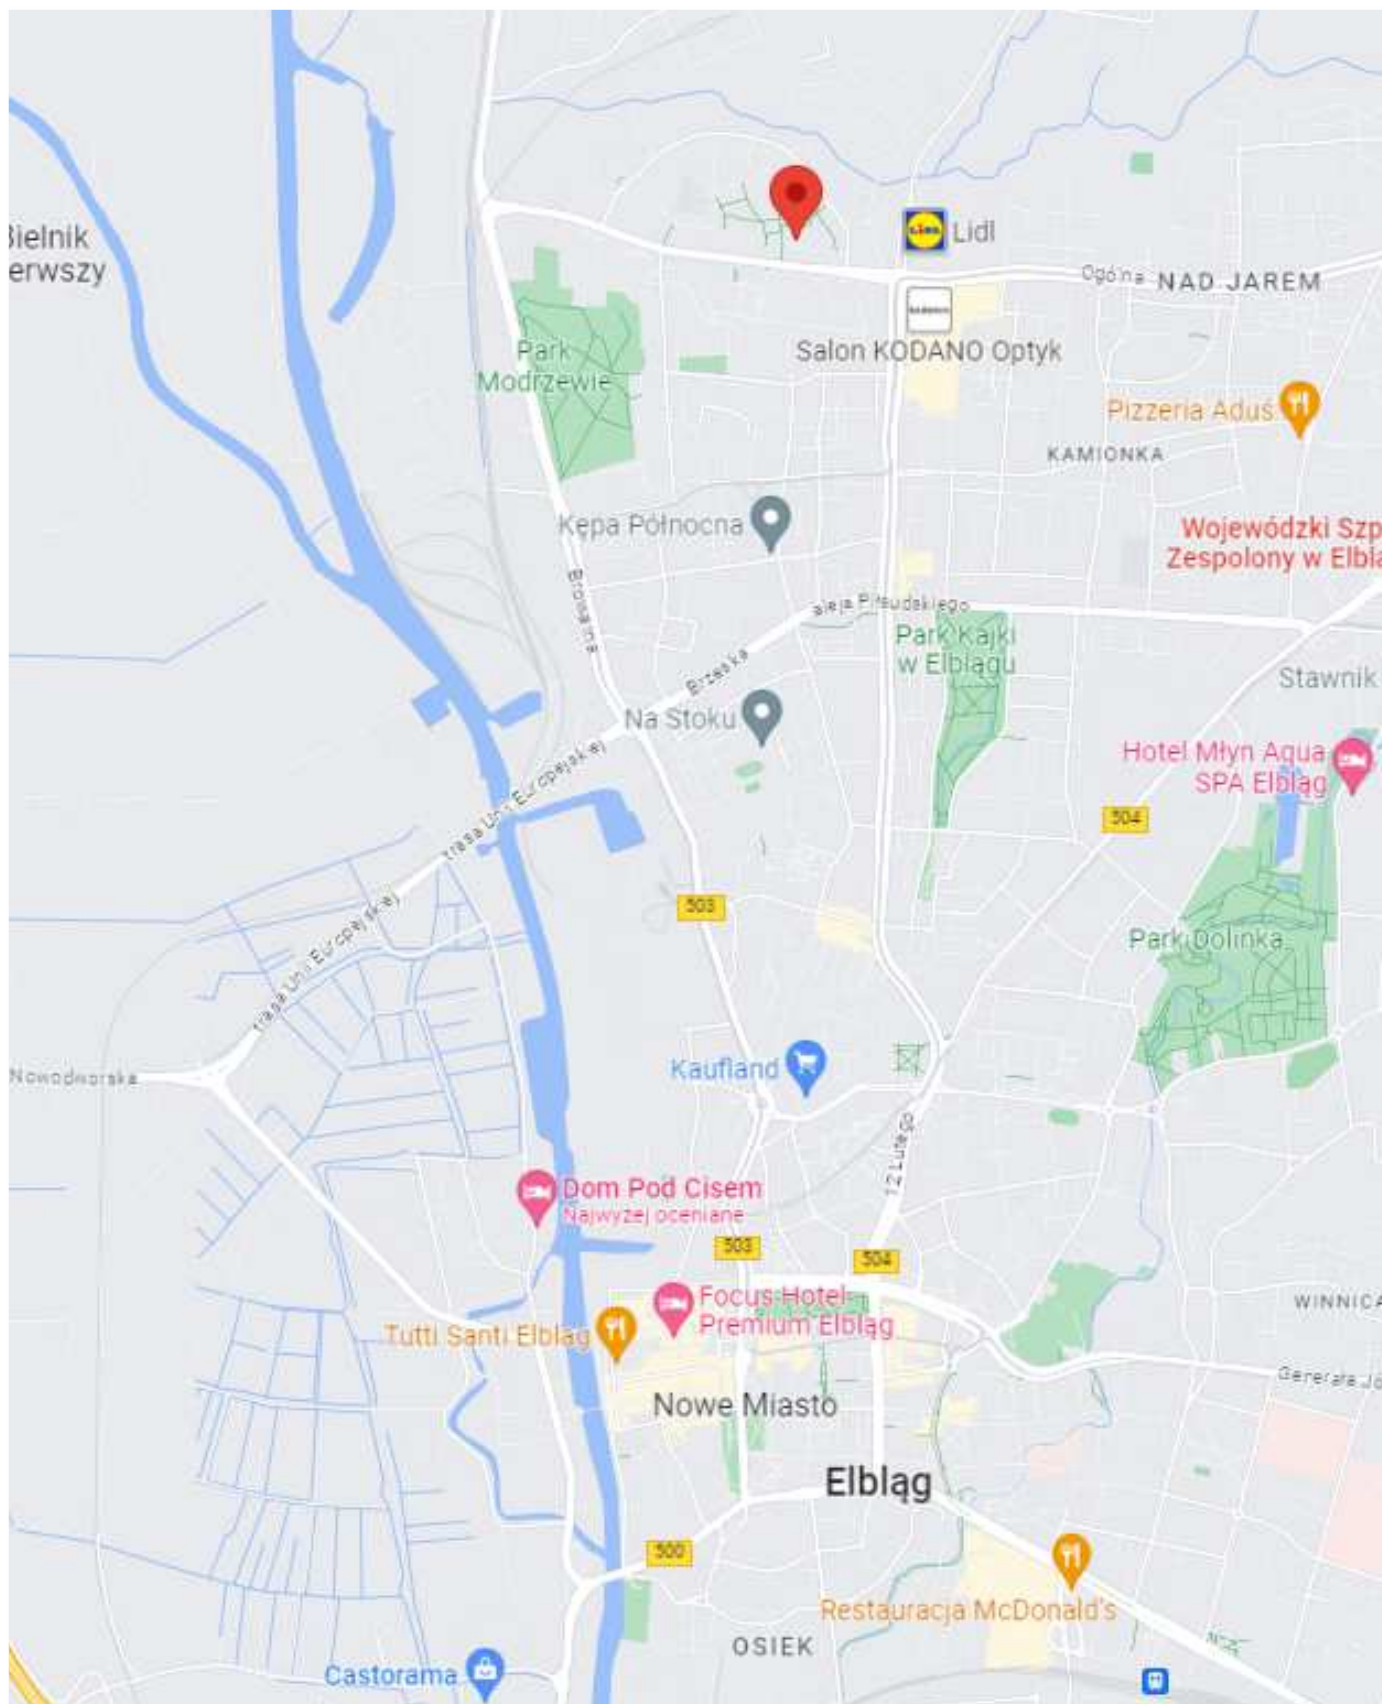 Bielnik
erwszy
LIDL
Lidl
Ogólna
NAD JAREM
Park
Modrzewie
Salon KODANO Optyk
Pizzeria Aduś
KAMIONKA
Kępa Północna
Wojewódzki Szp
Zespolony w Elblą
Browarna
aleja Piłsudskiego
Park Kajki
w Elblągu
Brzeska
Stawnik
Na Stoku
Hotel Młyn Aqua
SPA Elbląg
trasa Unii Europejskiej
504
503
trasa Unii Europejskiej
Park Dolinka
Nowodworska
Kaufland
12 Lutego
Dom Pod Cisem
Najwyżej oceniane
503
504
Focus Hotel
Premium Elbląg
WINNICA
Tutti Santi Elbląg
Generała Jó
Nowe Miasto
Elbląg
500
Restauracja McDonald's
OSIEK
Castorama